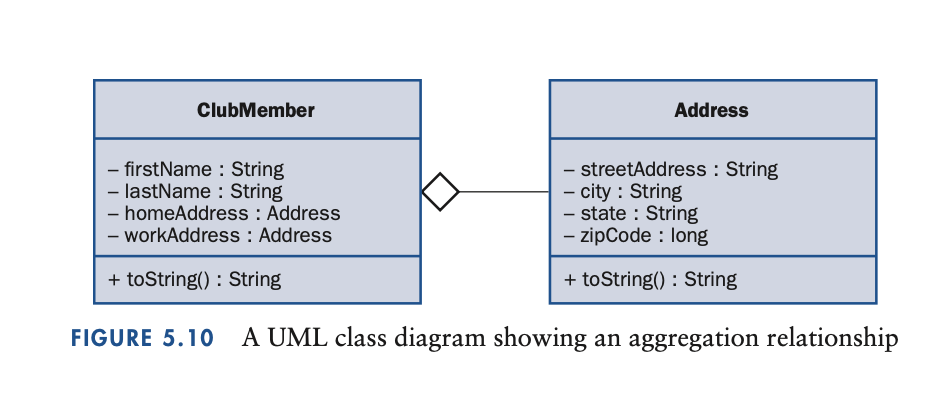 ClubMember
– firstName : String
– lastName : String
– homeAddress : Address
– workAddress : Address
+ toString() : String
Address
– streetAddress : String
– city : String
– state : String
– zipCode : long
+ toString() : String
FIGURE 5.10 A UML class diagram showing an aggregation relationship